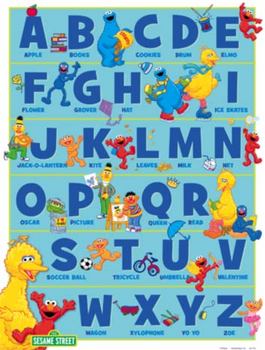 A B C D E
APPLE BOOKS COOKIES DRUM ELMO
F G H I
FLOWER GROVER HAT ICE SKATES
J K L M N
JACK-O-LANTERN KITE LEAVES MILK NET
O P Q R
OSCAR PICTURE QUEEN READ
S T U V
SOCCER BALL TRICYCLE UMBRELLA VALENTINE
W X Y Z
WAGON XYLOPHONE YO YO ZOE
SESAME STREET